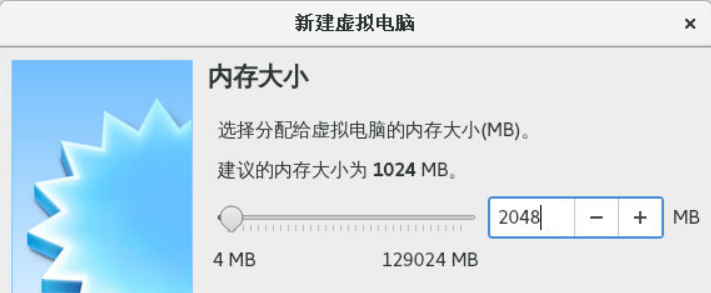 新建虚拟电脑
×
内存大小
选择分配给虚拟电脑的内存大小(MB)。
建议的内存大小为 1024 MB。
2048 − + MB
4 MB 129024 MB